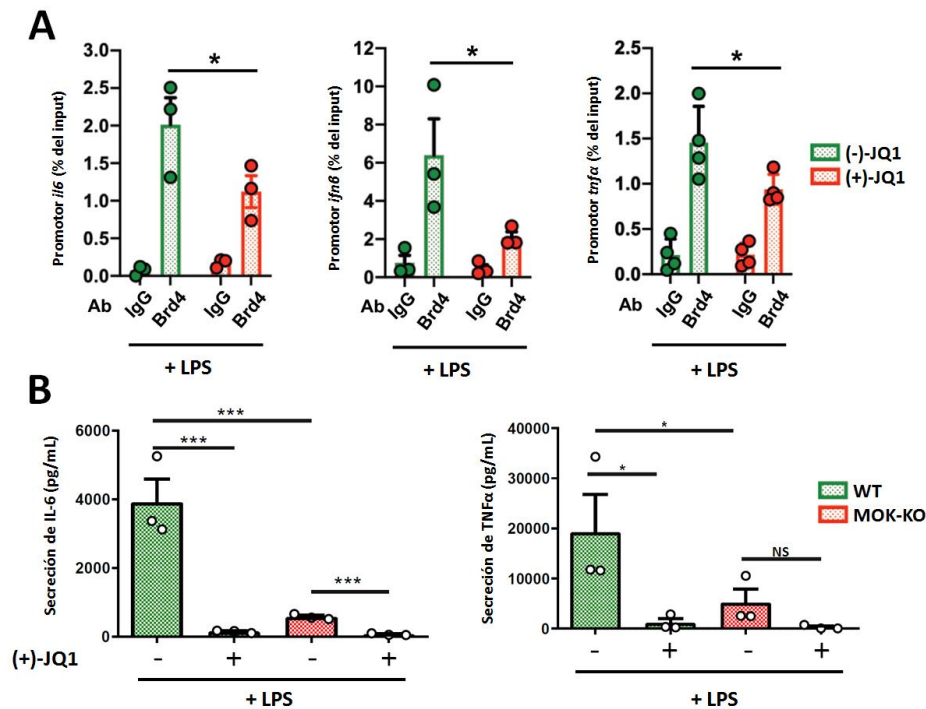 A
Promotor il6 (% del input)
3.0
2.5
2.0
1.5
1.0
0.5
0.0
*
Ab
IgG
Brd4
IgG
Brd4
+ LPS
Promotor ifnß (% del input)
12
10
8
6
4
2
0
*
IgG
Brd4
IgG
Brd4
+ LPS
Promotor tnfα (% del input)
2.5
2.0
1.5
1.0
0.5
0.0
*
IgG
Brd4
IgG
Brd4
+ LPS
(-)-JQ1
(+)-JQ1
B
Secreción de IL-6 (pg/mL)
6000
4000
2000
0
***
***
***
(+)-JQ1
- + - +
+ LPS
Secreción de TNFα (pg/mL)
40000
30000
20000
10000
0
*
*
NS
- + - +
+ LPS
WT
MOK-KO